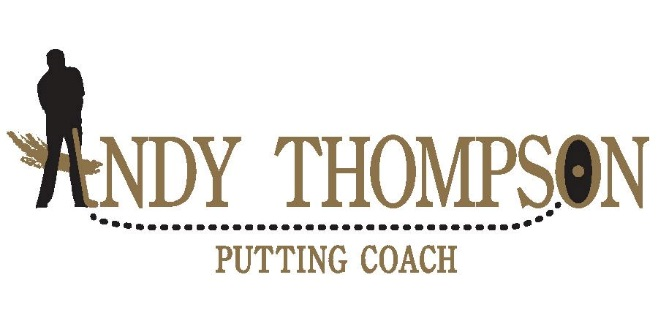 ANDY THOMPSON
PUTTING COACH